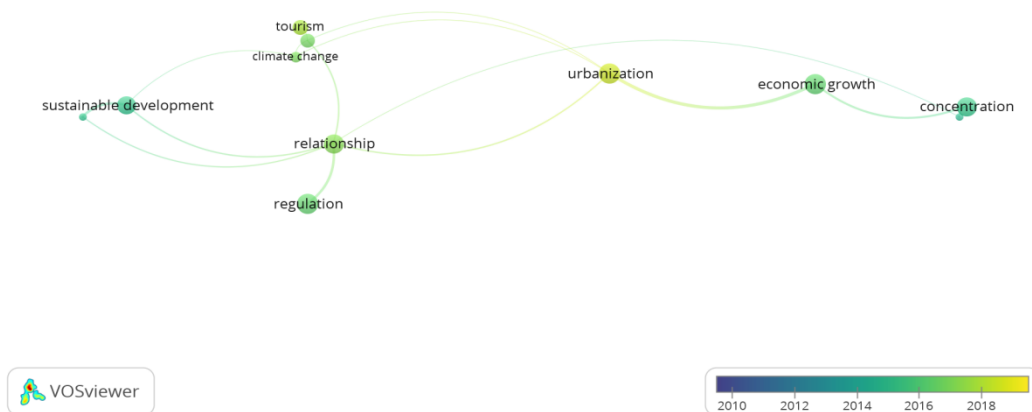 tourism
climate change
urbanization
economic growth
sustainable development
concentration
relationship
regulation
VOSviewer
2010 2012 2014 2016 2018